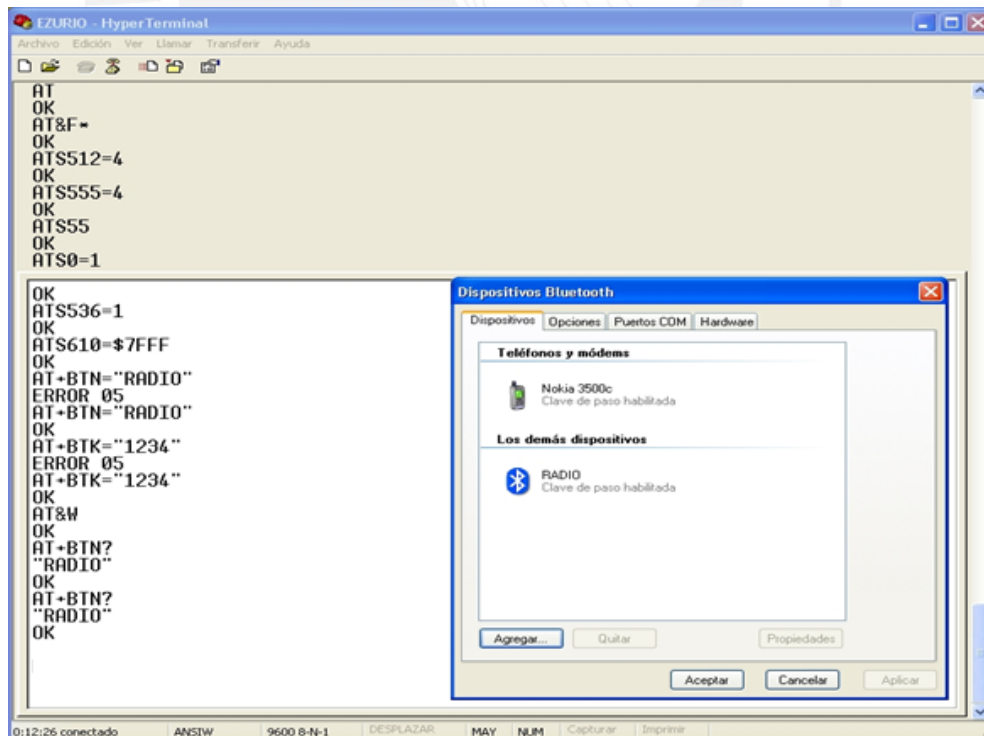 EZURIO - HyperTerminal
Archivo Edición Ver Llamar Transferir Ayuda
AT
OK
AT&F*
OK
ATS512=4
OK
ATS555=4
OK
ATS55
OK
ATS0=1
OK
ATS536=1
OK
ATS610=$7FFF
OK
AT+BTN="RADIO"
ERROR 05
AT+BTN="RADIO"
OK
AT+BTK="1234"
ERROR 05
AT+BTK="1234"
OK
AT&W
OK
AT+BTN?
"RADIO"
OK
AT+BTN?
"RADIO"
OK
Dispositivos Bluetooth
Dispositivos Opciones Puertos COM Hardware
Teléfonos y módems
Nokia 3500c
Clave de paso habilitada
Los demás dispositivos
RADIO
Clave de paso habilitada
Agregar... Quitar Propiedades
Aceptar Cancelar Aplicar
0:12:26 conectado ANSIW 9600 8-N-1 DESPLAZAR MAY NUM Capturar Imprimir